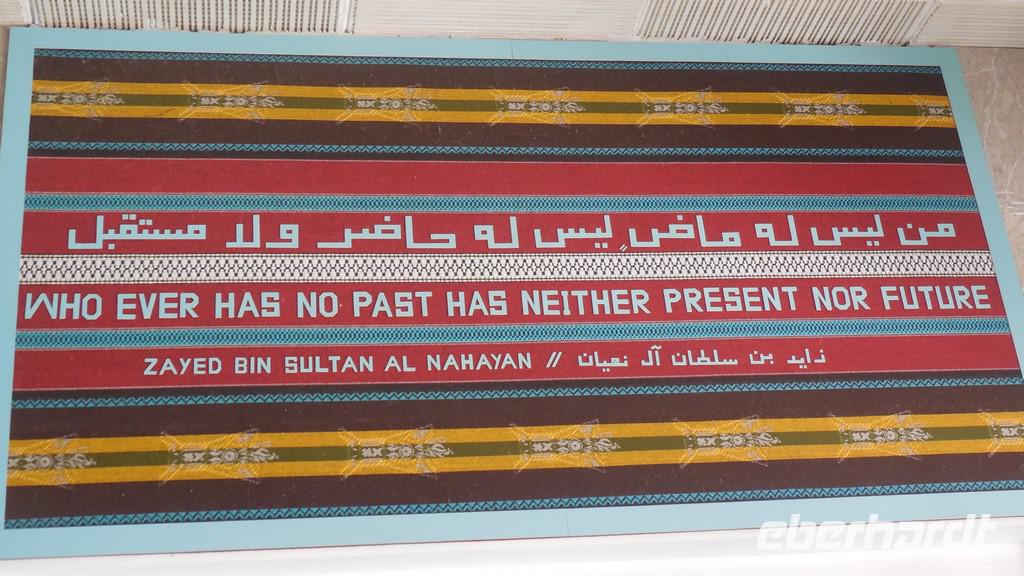 من ليس له ماضٍ ليس له حاضر ولا مستقبل
WHO EVER HAS NO PAST HAS NEITHER PRESENT NOR FUTURE
ZAYED BIN SULTAN AL NAHAYAN // زايد بن سلطان آل نهيان
eberhardt